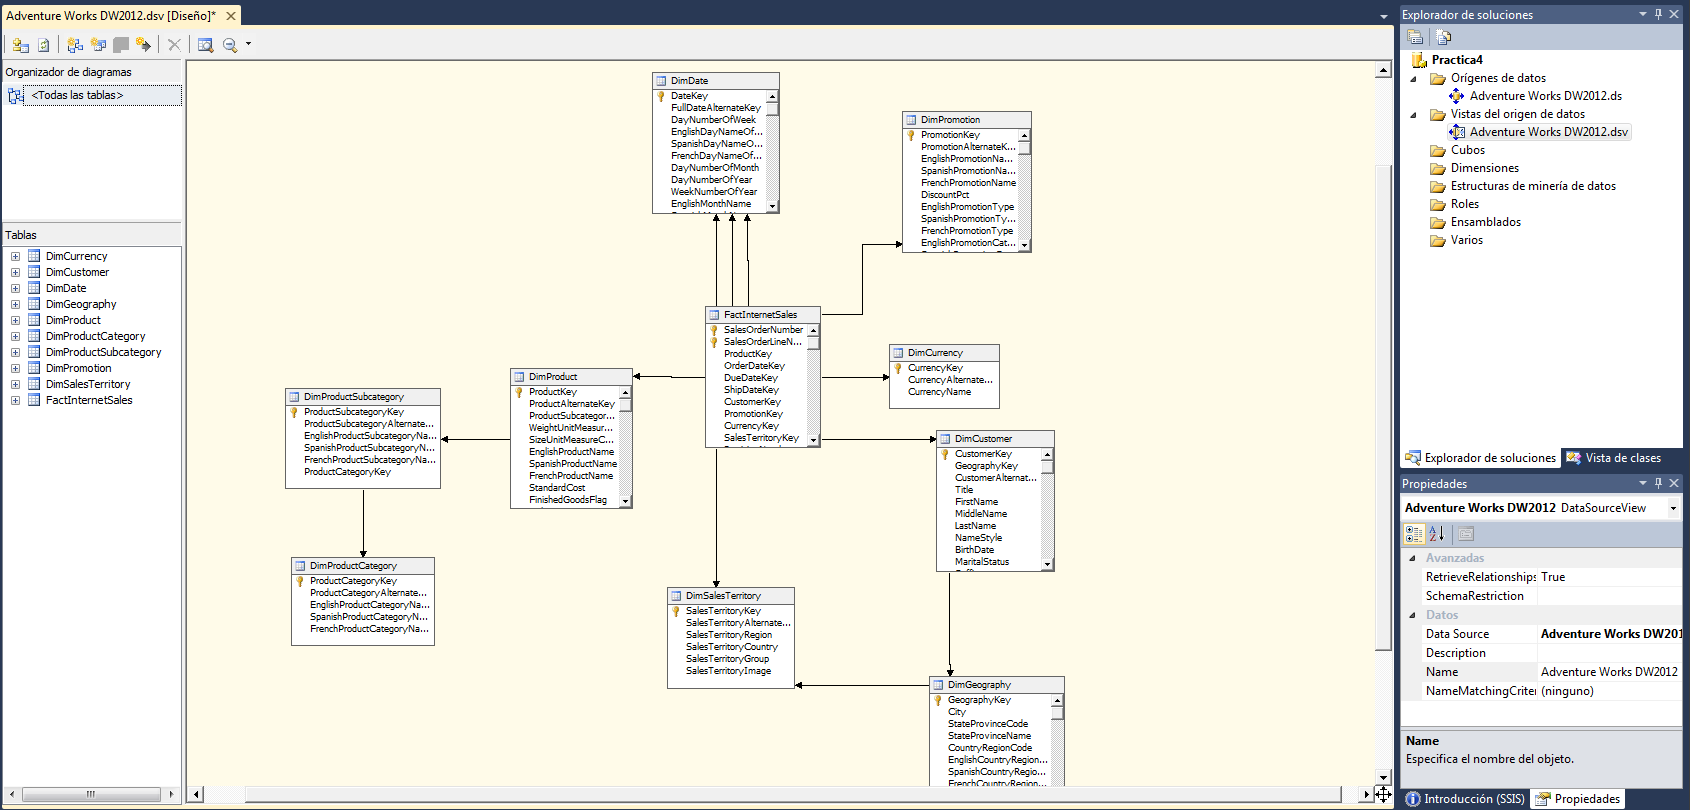 Adventure Works DW2012.dsv [Diseño]*
Organizador de diagramas
<Todas las tablas>
Tablas
DimCurrency
DimCustomer
DimDate
DimGeography
DimProduct
DimProductCategory
DimProductSubcategory
DimPromotion
DimSalesTerritory
FactInternetSales
DimDate
DateKey
FullDateAlternateKey
DayNumberOfWeek
EnglishDayNameOf...
SpanishDayNameO...
FrenchDayNameOf...
DayNumberOfMonth
DayNumberOfYear
WeekNumberOfYear
EnglishMonthName
DimPromotion
PromotionKey
PromotionAlternateK...
EnglishPromotionNa...
SpanishPromotionNa...
FrenchPromotionName
DiscountPct
EnglishPromotionType
SpanishPromotionTy...
FrenchPromotionType
EnglishPromotionCat...
FactInternetSales
SalesOrderNumber
SalesOrderLineN...
ProductKey
OrderDateKey
DueDateKey
ShipDateKey
CustomerKey
PromotionKey
CurrencyKey
SalesTerritoryKey
DimCurrency
CurrencyKey
CurrencyAlternate...
CurrencyName
DimProduct
ProductKey
ProductAlternateKey
ProductSubcategor...
WeightUnitMeasur...
SizeUnitMeasureC...
EnglishProductName
SpanishProductName
FrenchProductName
StandardCost
FinishedGoodsFlag
DimProductSubcategory
ProductSubcategoryKey
ProductSubcategoryAlternate...
EnglishProductSubcategoryNa...
SpanishProductSubcategoryN...
FrenchProductSubcategoryNa...
ProductCategoryKey
DimCustomer
CustomerKey
GeographyKey
CustomerAlternat...
Title
FirstName
MiddleName
LastName
NameStyle
BirthDate
MaritalStatus
DimProductCategory
ProductCategoryKey
ProductCategoryAlternate...
EnglishProductCategoryNa...
SpanishProductCategoryN...
FrenchProductCategoryNa...
DimSalesTerritory
SalesTerritoryKey
SalesTerritoryAlternate...
SalesTerritoryRegion
SalesTerritoryCountry
SalesTerritoryGroup
SalesTerritoryImage
DimGeography
GeographyKey
City
StateProvinceCode
StateProvinceName
CountryRegionCode
EnglishCountryRegion...
SpanishCountryRegio...
FrenchCountryRegion...
Explorador de soluciones
Practica4
Orígenes de datos
Adventure Works DW2012.ds
Vistas del origen de datos
Adventure Works DW2012.dsv
Cubos
Dimensiones
Estructuras de minería de datos
Roles
Ensamblados
Varios
Explorador de soluciones
Vista de clases
Propiedades
Adventure Works DW2012 DataSourceView
Avanzadas
RetrieveRelationships True
SchemaRestriction
Datos
Data Source Adventure Works DW201
Description
Name Adventure Works DW2012
NameMatchingCriter (ninguno)
Name
Especifica el nombre del objeto.
Introducción (SSIS)
Propiedades